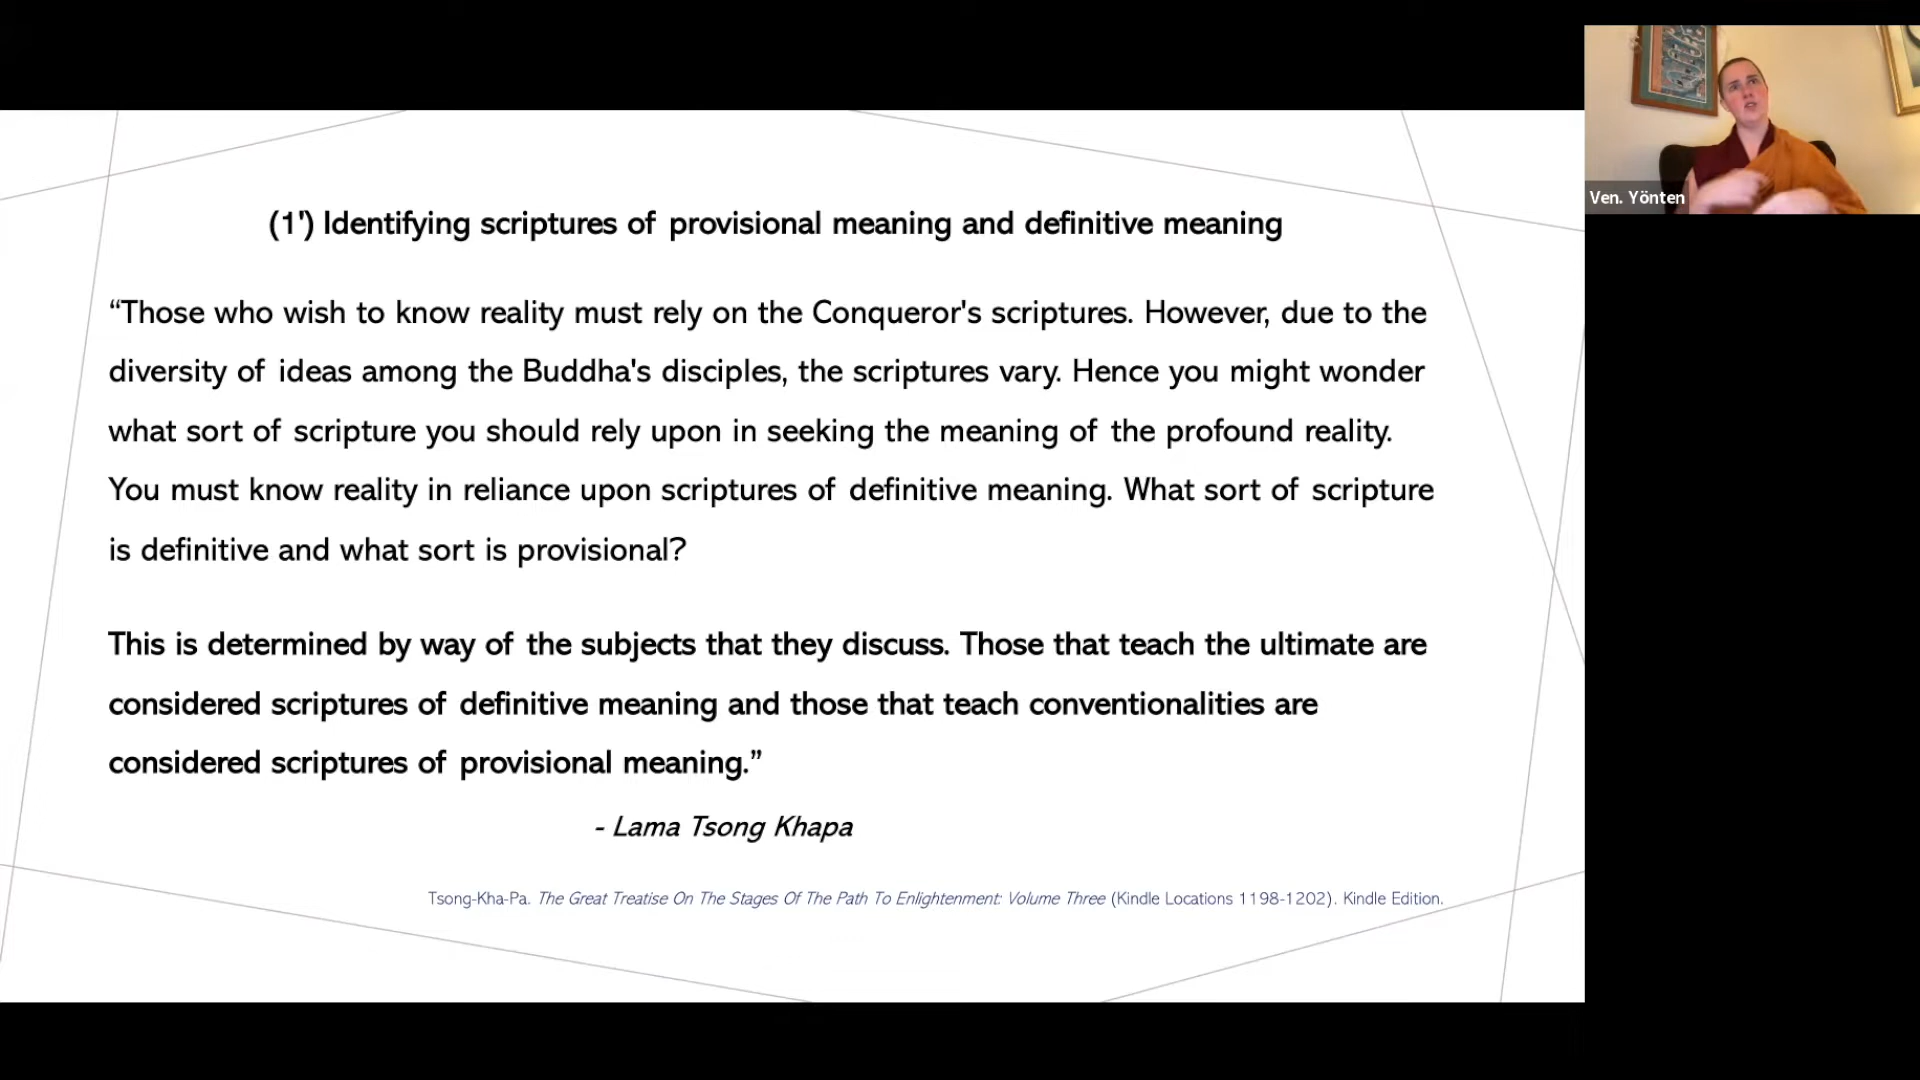 Ven. Yönten
(1') Identifying scriptures of provisional meaning and definitive meaning
“Those who wish to know reality must rely on the Conqueror's scriptures. However, due to the
diversity of ideas among the Buddha's disciples, the scriptures vary. Hence you might wonder
what sort of scripture you should rely upon in seeking the meaning of the profound reality.
You must know reality in reliance upon scriptures of definitive meaning. What sort of scripture
is definitive and what sort is provisional?
This is determined by way of the subjects that they discuss. Those that teach the ultimate are
considered scriptures of definitive meaning and those that teach conventionalities are
considered scriptures of provisional meaning.”
- Lama Tsong Khapa
Tsong-Kha-Pa. The Great Treatise On The Stages Of The Path To Enlightenment: Volume Three (Kindle Locations 1198-1202). Kindle Edition.